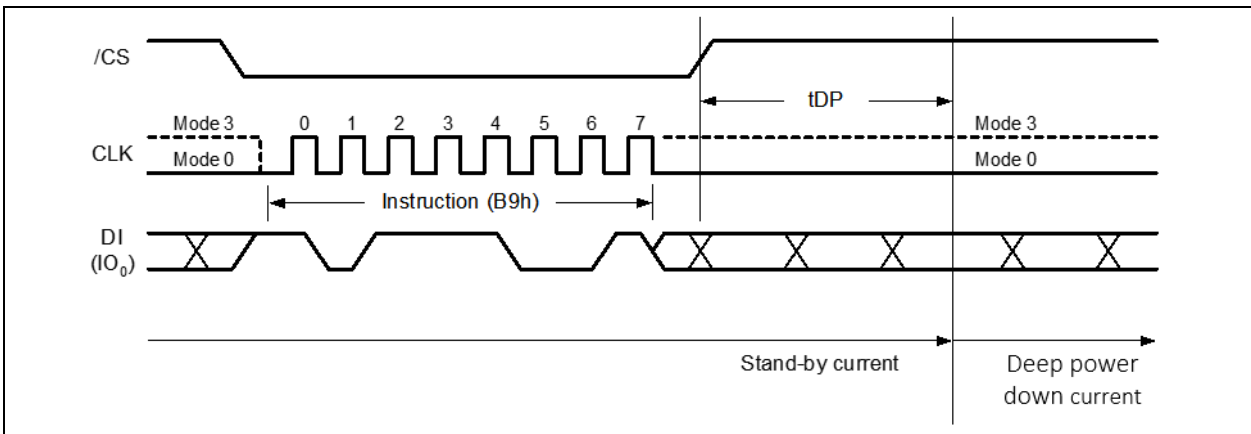 /CS
tDP
Mode 3 0 1 2 3 4 5 6 7 Mode 3
CLK
Mode 0 Mode 0
Instruction (B9h)
DI
(IO0)
Stand-by current
Deep power
down current